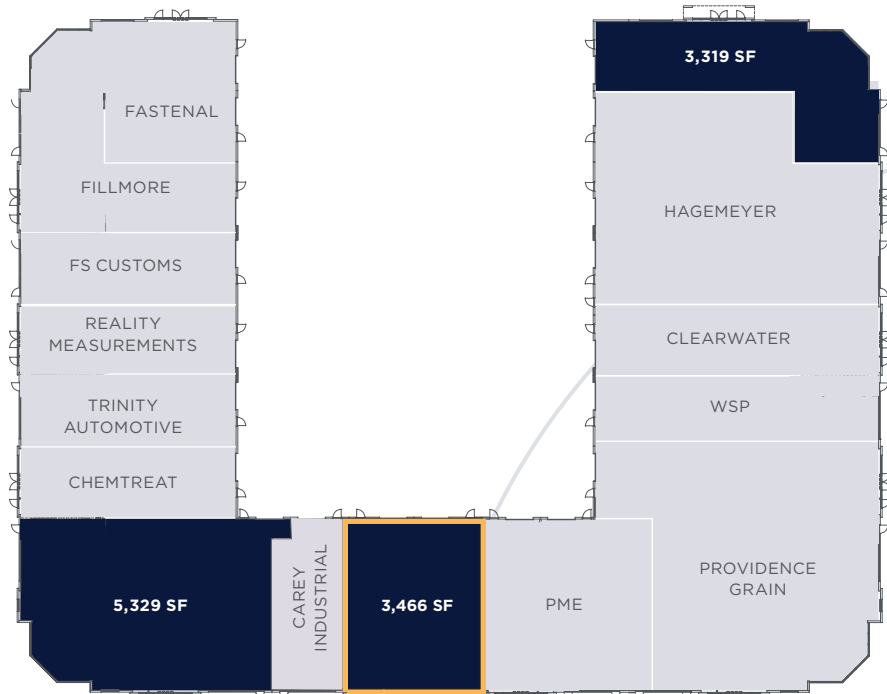 3,319 SF
FASTENAL
FILLMORE
HAGEMEYER
FS CUSTOMS
REALITY
MEASUREMENTS
CLEARWATER
TRINITY
AUTOMOTIVE
WSP
CHEMTREAT
5,329 SF
CAREY
INDUSTRIAL
3,466 SF
PME
PROVIDENCE
GRAIN